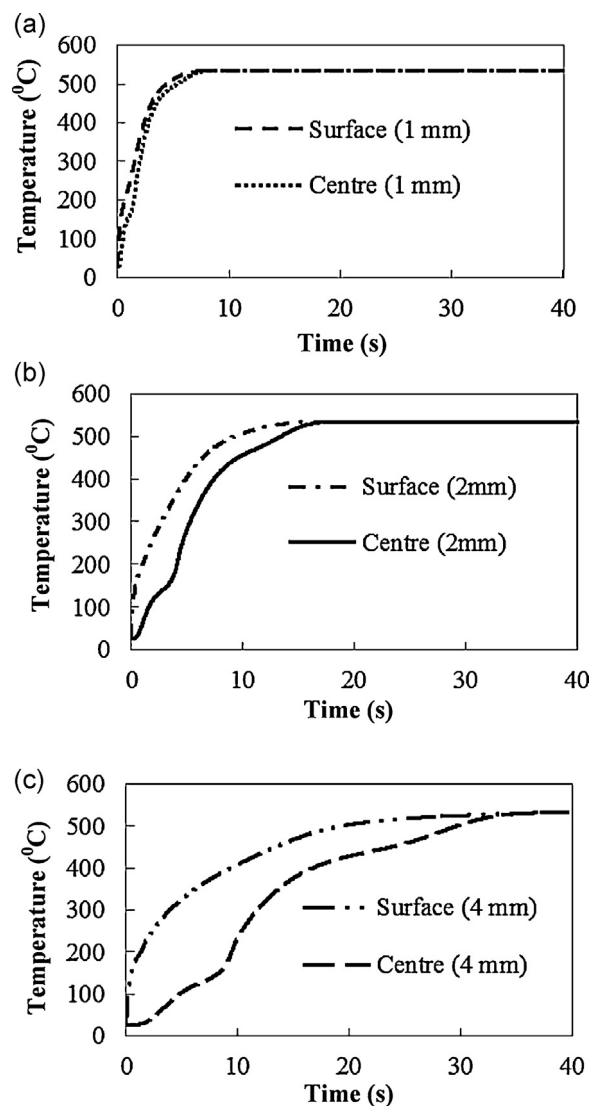 (a)
600
500
400
300
200
100
0
Temperature (⁰C)
Surface (1 mm)
Centre (1 mm)
0 10 20 30 40
Time (s)
(b)
600
500
400
300
200
100
0
Temperature (⁰C)
Surface (2mm)
Centre (2mm)
0 10 20 30 40
Time (s)
(c)
600
500
400
300
200
100
0
Temperature (⁰C)
Surface (4 mm)
Centre (4 mm)
0 10 20 30 40
Time (s)